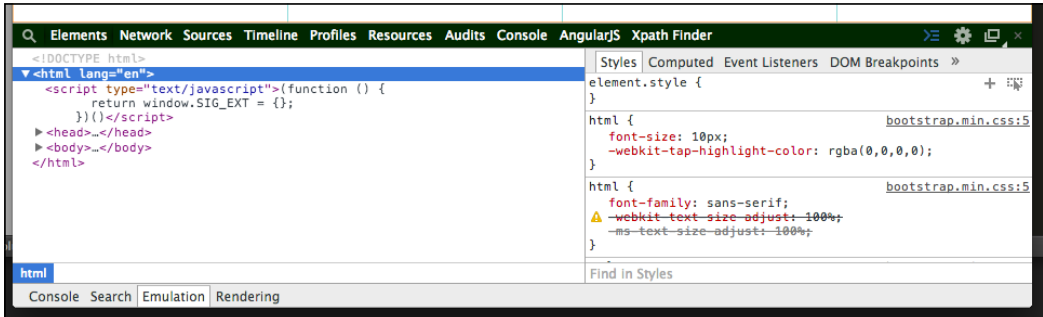 Elements Network Sources Timeline Profiles Resources Audits Console AngularJS Xpath Finder
<!DOCTYPE html>
▼<html lang="en">
<script type="text/javascript">(function () {
return window.SIG_EXT = {};
})()</script>
▶<head>…</head>
▶<body>…</body>
</html>
html
Styles Computed Event Listeners DOM Breakpoints »
element.style {
}
html { bootstrap.min.css:5
font-size: 10px;
-webkit-tap-highlight-color: rgba(0,0,0,0);
}
html { bootstrap.min.css:5
font-family: sans-serif;
-webkit-text-size-adjust: 100%;
-ms-text-size-adjust: 100%;
}
Find in Styles
Console Search Emulation Rendering